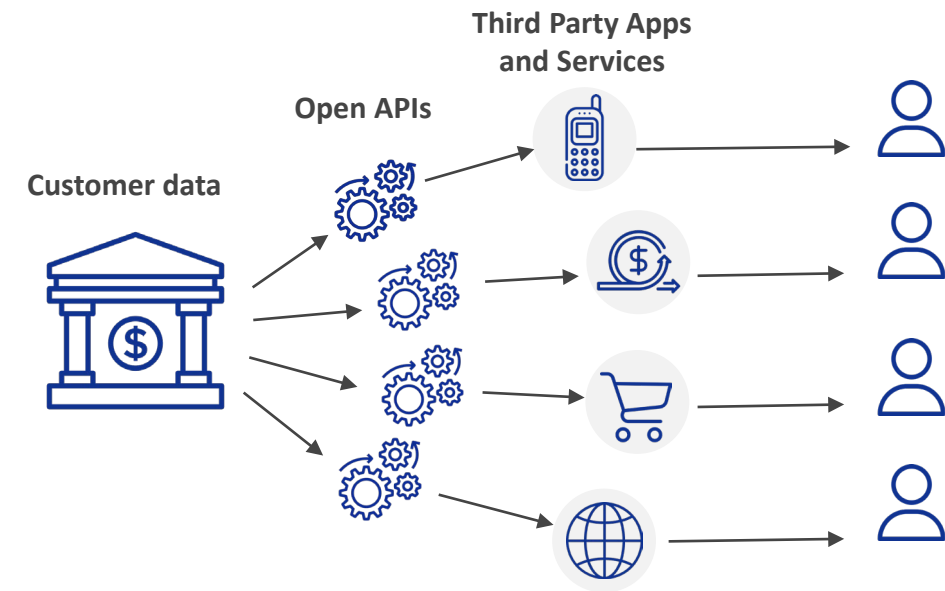 Third Party Apps
and Services
Open APIs
Customer data
$
$